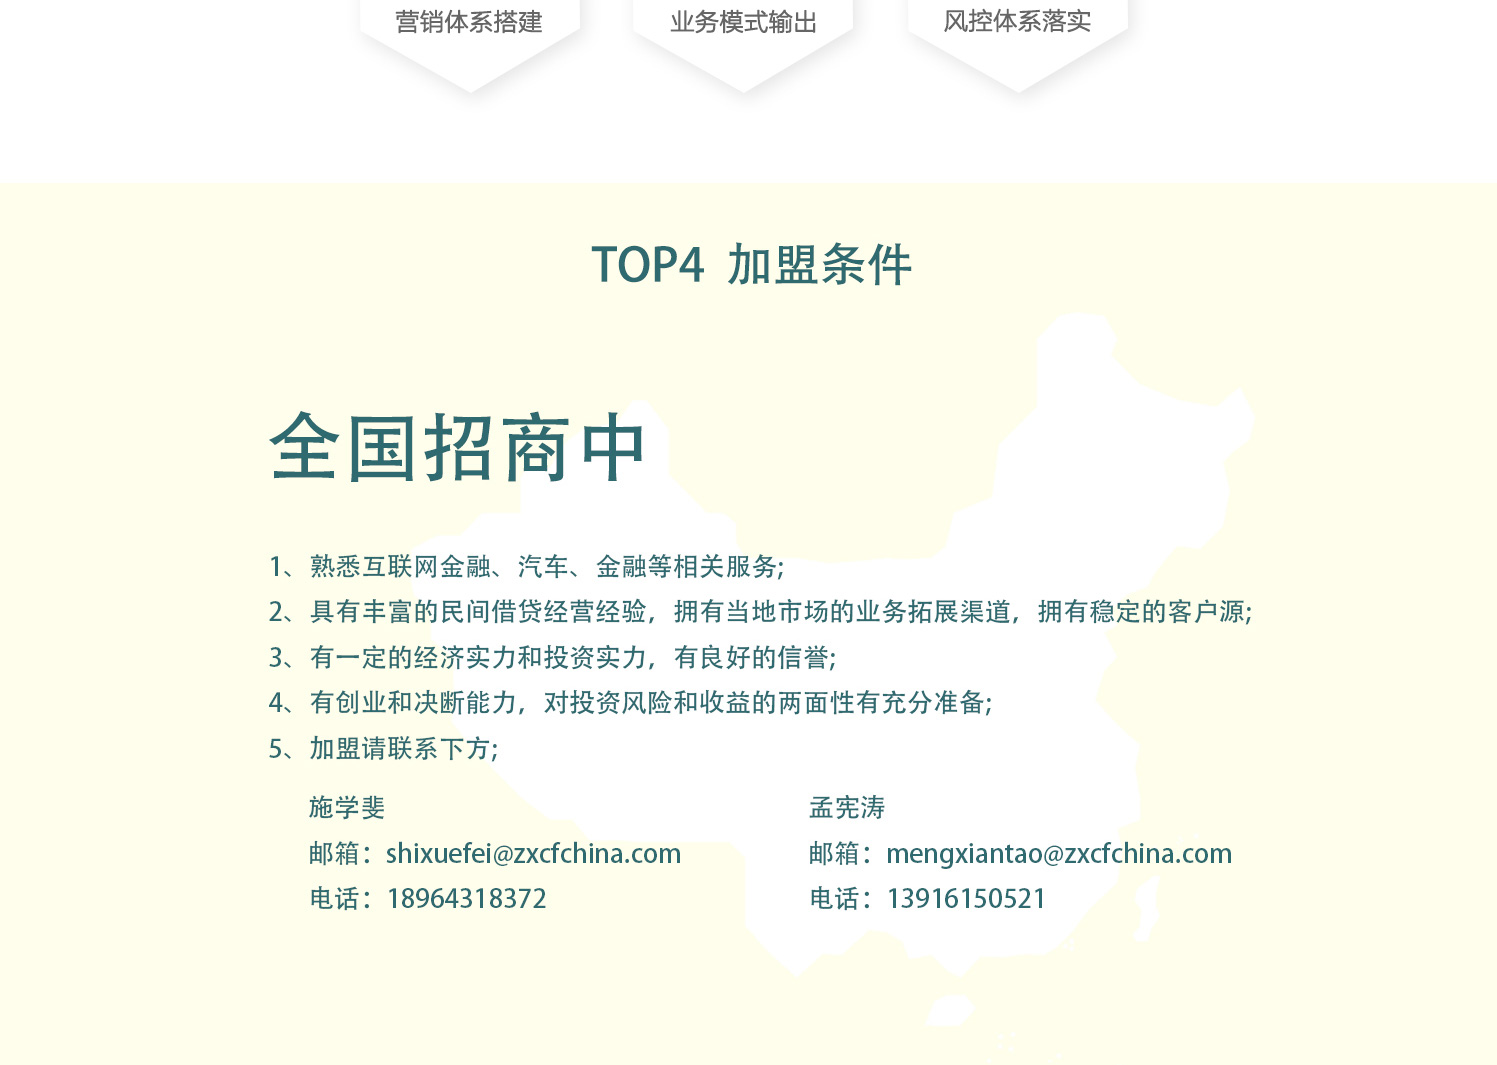 营销体系搭建 业务模式输出 风控体系落实
TOP4 加盟条件
全国招商中
1、熟悉互联网金融、汽车、金融等相关服务;
2、具有丰富的民间借贷经营经验，拥有当地市场的业务拓展渠道，拥有稳定的客户源;
3、有一定的经济实力和投资实力，有良好的信誉;
4、有创业和决断能力，对投资风险和收益的两面性有充分准备;
5、加盟请联系下方;
施学斐
邮箱：shixuefei@zxcfchina.com
电话：18964318372
孟宪涛
邮箱：mengxiantao@zxcfchina.com
电话：13916150521